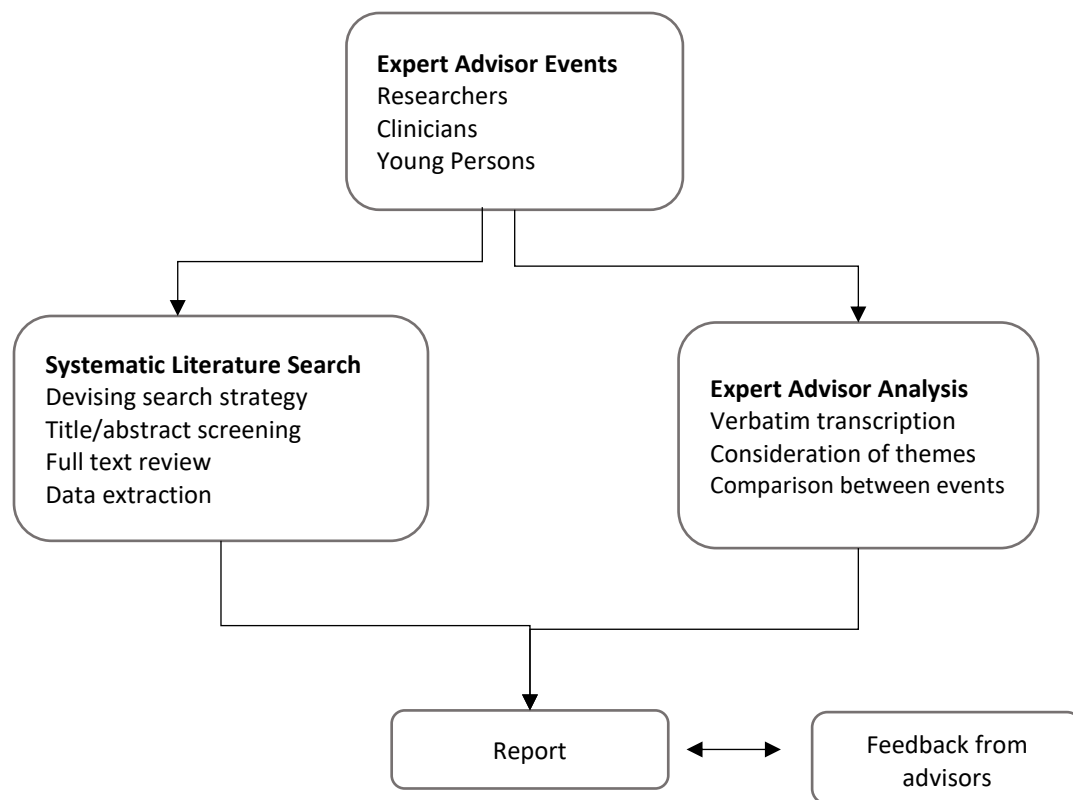 Expert Advisor Events
Researchers
Clinicians
Young Persons
Systematic Literature Search
Devising search strategy
Title/abstract screening
Full text review
Data extraction
Expert Advisor Analysis
Verbatim transcription
Consideration of themes
Comparison between events
Report
Feedback from
advisors